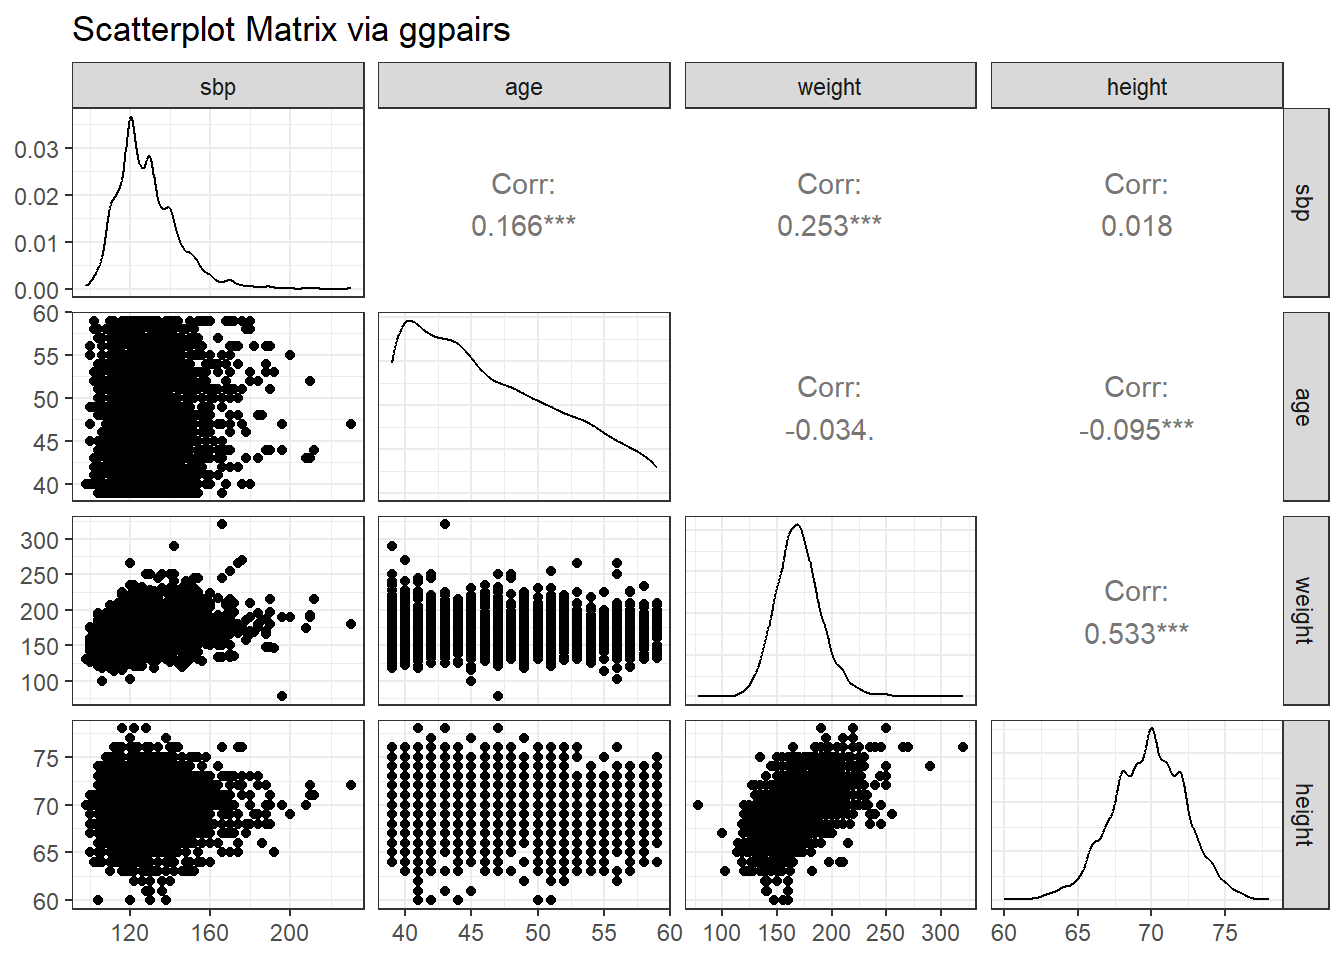 Scatterplot Matrix via ggpairs
sbp
age
weight
height
0.03
0.02
0.01
0.00
Corr:
0.166***
Corr:
0.253***
Corr:
0.018
sbp
60
55
50
45
40
Corr:
-0.034.
Corr:
-0.095***
age
300
250
200
150
100
Corr:
0.533***
weight
75
70
65
60
height
120
160
200
40
45
50
55
60
100
150
200
250
300
60
65
70
75